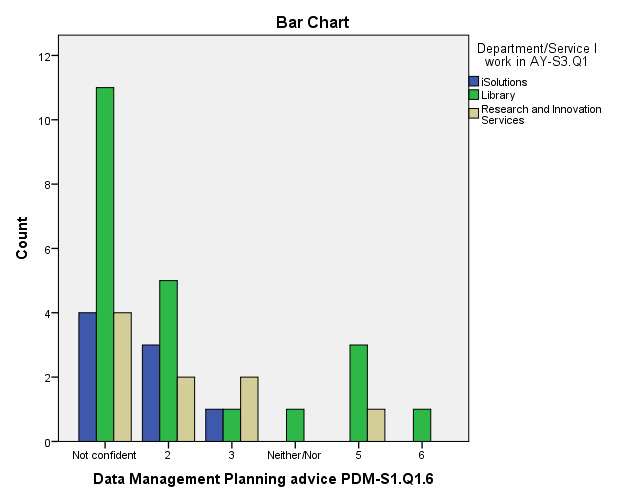 Bar Chart
Department/Service I
work in AY-S3.Q1
iSolutions
Library
Research and Innovation
Services
Count
12
10
8
6
4
2
0
Not confident
2
3
Neither/Nor
5
6
Data Management Planning advice PDM-S1.Q1.6